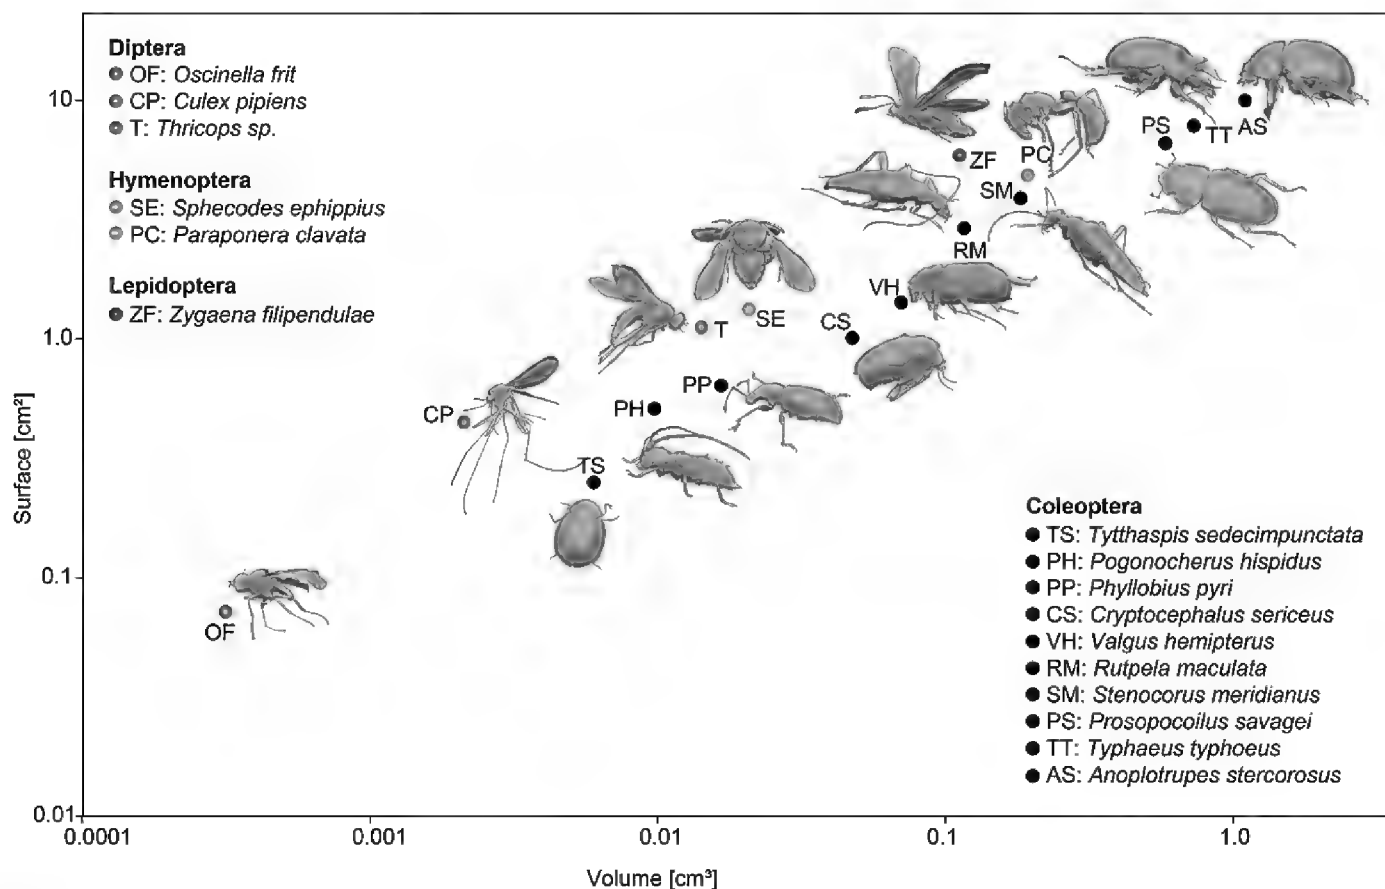 Diptera
OF: Oscinella frit
CP: Culex pipiens
T: Thricops sp.
Hymenoptera
SE: Sphecodes ephippius
PC: Paraponera clavata
Lepidoptera
ZF: Zygaena filipendulae
Coleoptera
TS: Tytthaspis sedecimpunctata
PH: Pogonocherus hispidus
PP: Phyllobius pyri
CS: Cryptocephalus sericeus
VH: Valgus hemipterus
RM: Rutpela maculata
SM: Stenocorus meridianus
PS: Prosopocoilus savagei
TT: Typhaeus typhoeus
AS: Anoplotrupes stercorosus
PS
TT
AS
ZF
PC
SM
RM
VH
T
SE
CS
PP
CP
PH
TS
OF
Surface [cm²]
10
1.0
0.1
0.01
0.0001
0.001
0.01
0.1
1.0
Volume [cm³]